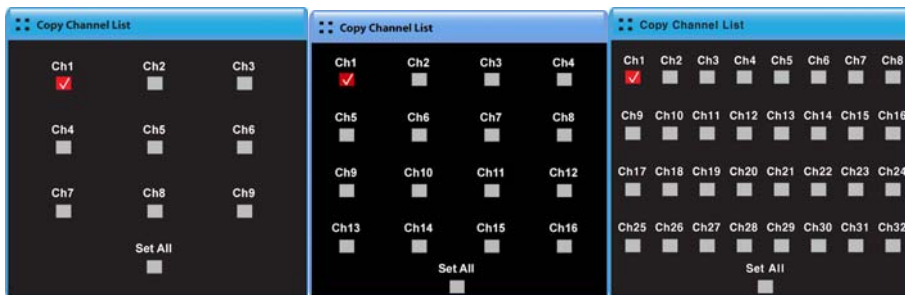 Copy Channel List
Ch1 Ch2 Ch3
Ch4 Ch5 Ch6
Ch7 Ch8 Ch9
Set All
Copy Channel List
Ch1 Ch2 Ch3 Ch4
Ch5 Ch6 Ch7 Ch8
Ch9 Ch10 Ch11 Ch12
Ch13 Ch14 Ch15 Ch16
Set All
Copy Channel List
Ch1 Ch2 Ch3 Ch4 Ch5 Ch6 Ch7 Ch8
Ch9 Ch10 Ch11 Ch12 Ch13 Ch14 Ch15 Ch16
Ch17 Ch18 Ch19 Ch20 Ch21 Ch22 Ch23 Ch24
Ch25 Ch26 Ch27 Ch28 Ch29 Ch30 Ch31 Ch32
Set All